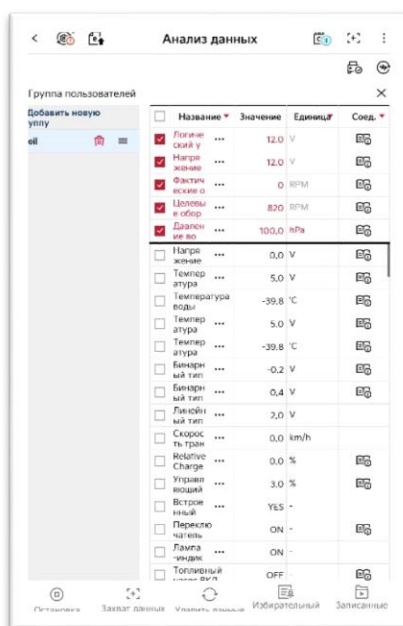 Анализ данных
Группа пользователей
Добавить новую
уппу
oil
Название Значение Единица Соед.
Логиче
ский у
12.0 V
Напря
жение
12.0 V
Фактич
еские о
0 RPM
Целевы
е обор
820 RPM
Давлен
ие во
100,0 hPa
Напря
жение
0,0 V
Темпер
атура
5,0 V
Температура
воды
-39.8 °C
Темпер
атура
5.0 V
Темпер
атура
-39.8 °C
Бинарн
ый тип
-0.2 V
Бинарн
ый тип
0,4 V
Линейн
ый тип
2,0 V
Скорос
ть тран
0,0 km/h
Relative
Charge
0.0 %
Управл
яющий
3.0 %
Встрое
нный
YES -
Переклю
чатель
ON -
Лампа
-индик
ON -
Топливный
насос ВКЛ
OFF -
Остановка
Захват данных
Удалить данные
Избирательный
Записанные